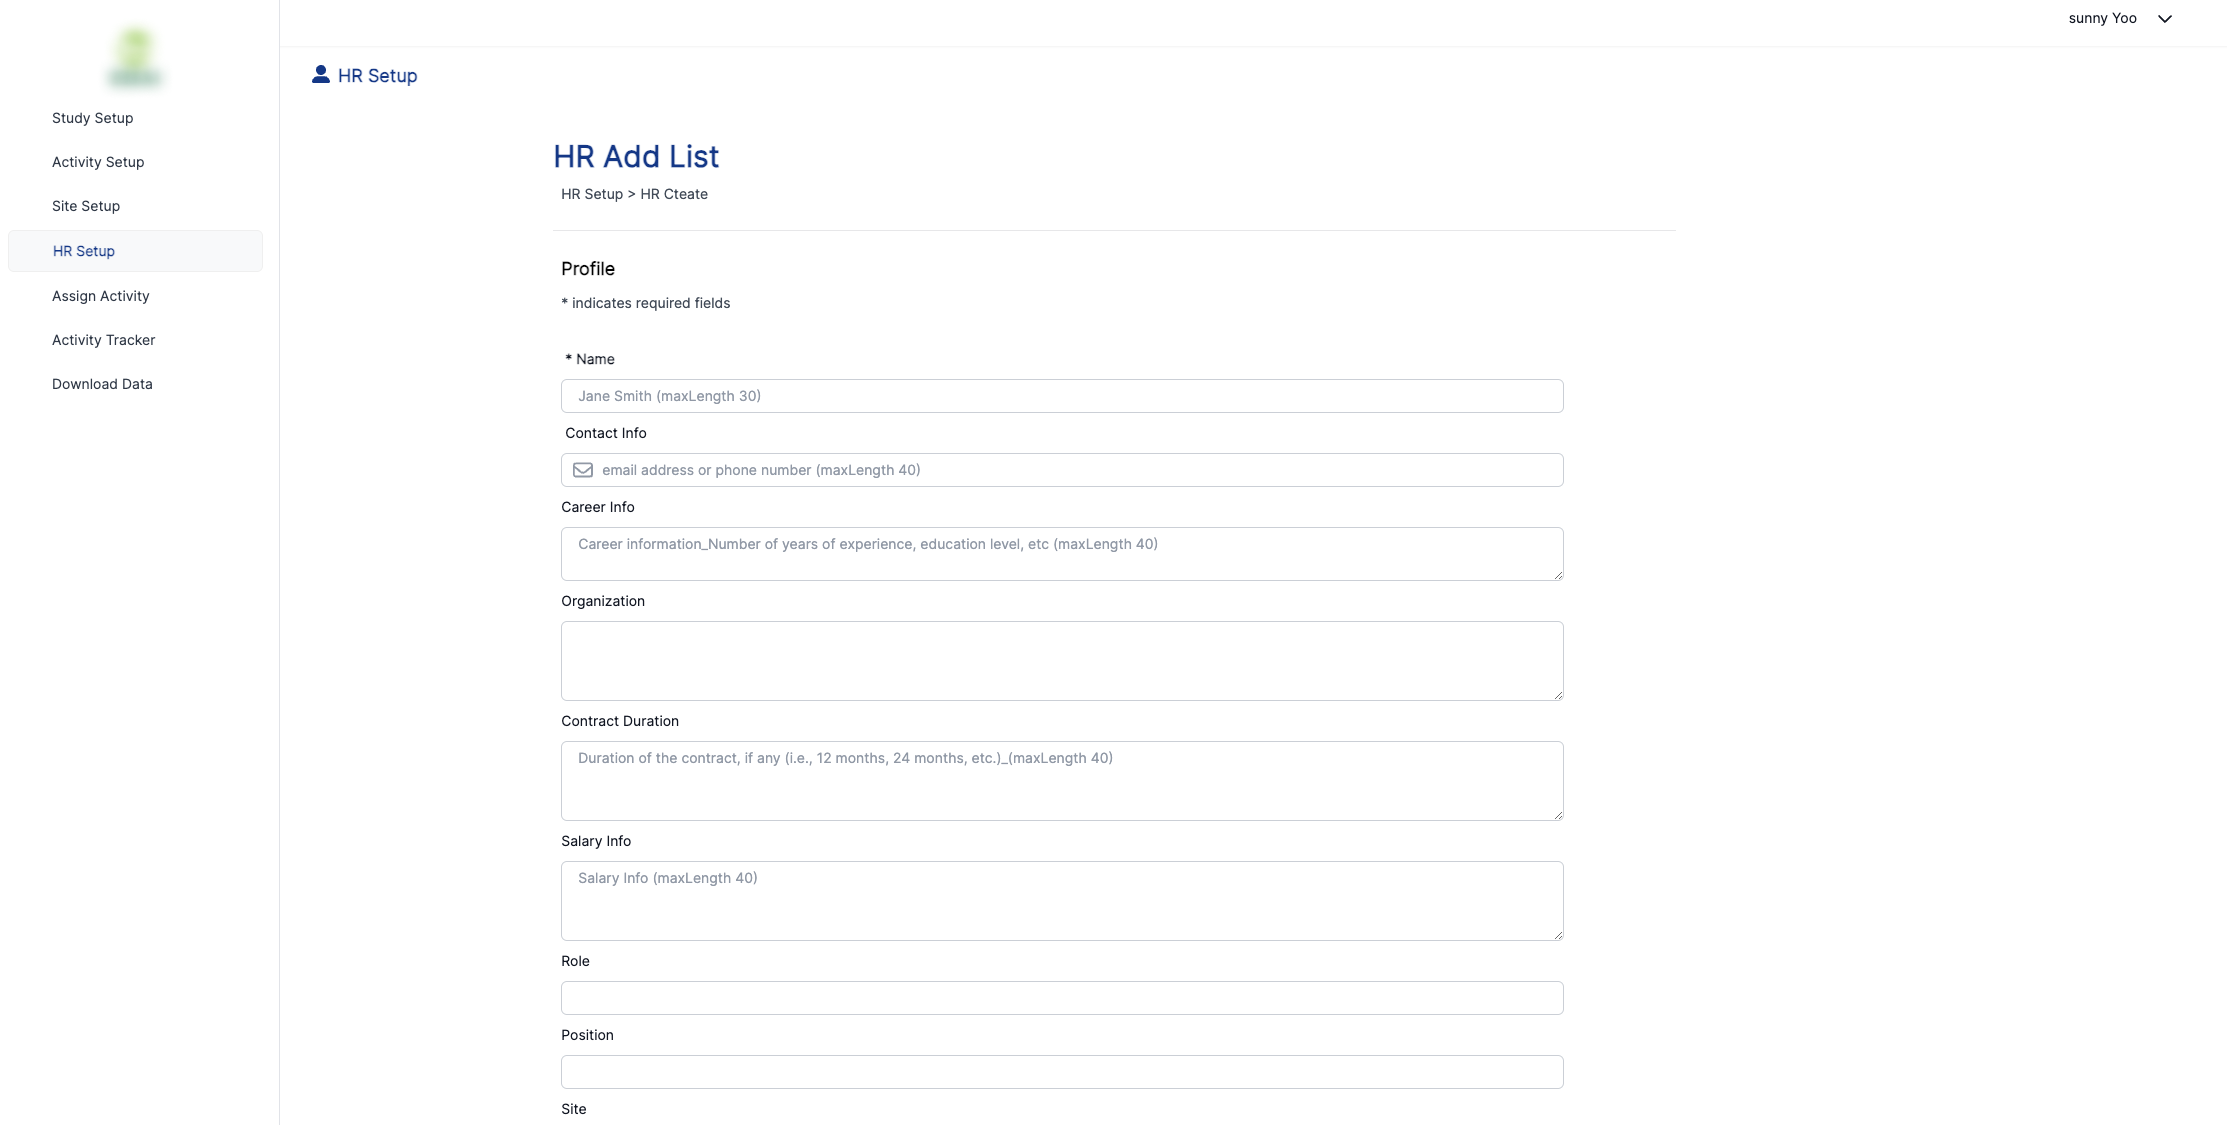 sunny Yoo
Study Setup
Activity Setup
Site Setup
HR Setup
Assign Activity
Activity Tracker
Download Data
HR Setup
HR Add List
HR Setup > HR Cteate
Profile
* indicates required fields
* Name
Jane Smith (maxLength 30)
Contact Info
email address or phone number (maxLength 40)
Career Info
Career information_Number of years of experience, education level, etc (maxLength 40)
Organization
Contract Duration
Duration of the contract, if any (i.e., 12 months, 24 months, etc.)_(maxLength 40)
Salary Info
Salary Info (maxLength 40)
Role
Position
Site